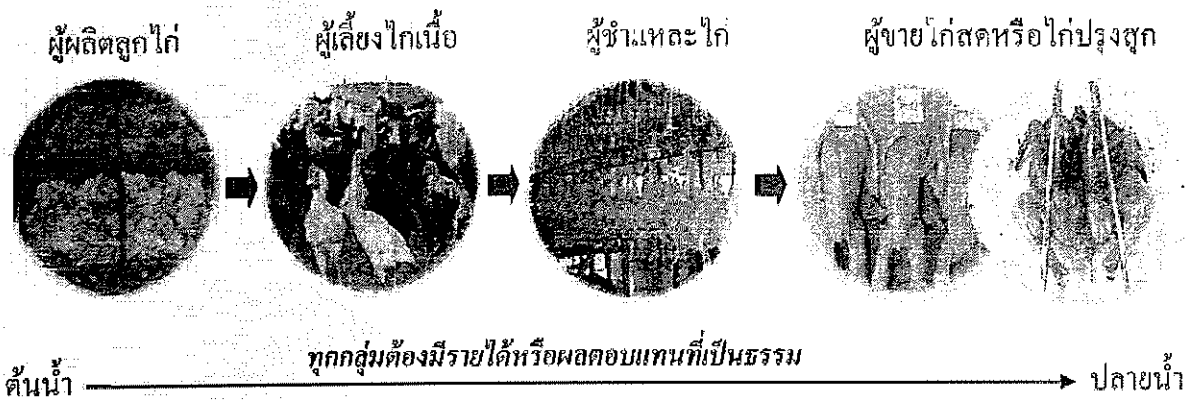 ผู้ผลิตลูกไก่ ผู้เลี้ยงไก่เนื้อ ผู้ชำแหละไก่ ผู้ขายไก่สดหรือไก่ปรุงสุก
ทุกกลุ่มต้องมีรายได้หรือผลตอบแทนที่เป็นธรรม
ต้นน้ำ ปลายน้ำ